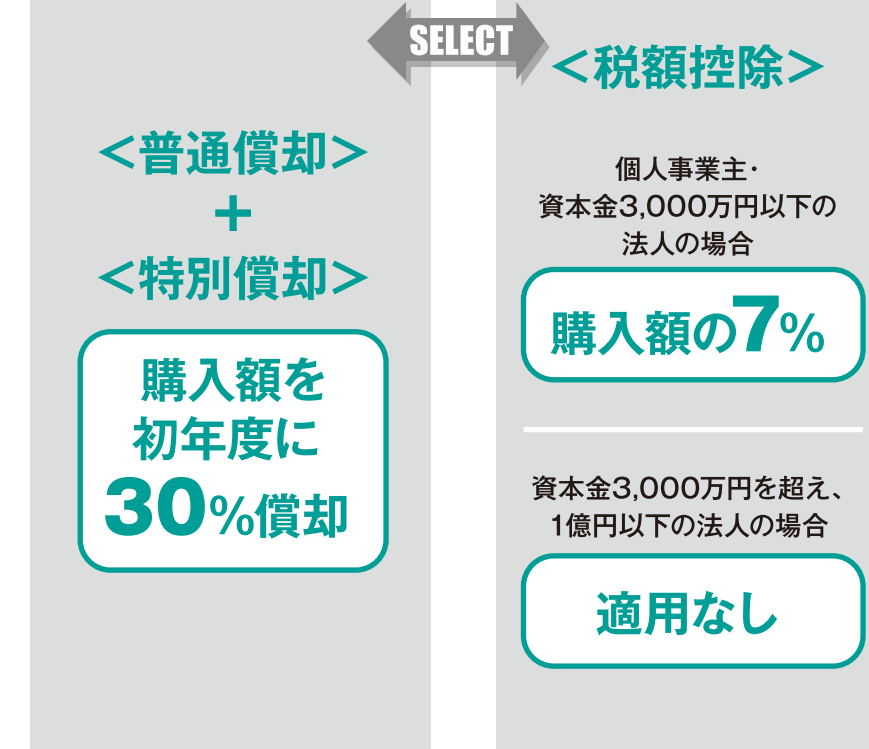 SELECT
＜普通償却＞
＋
＜特別償却＞
購入額を
初年度に
30%償却
＜税額控除＞
個人事業主・
資本金3,000万円以下の
法人の場合
購入額の7%
資本金3,000万円を超え、
1億円以下の法人の場合
適用なし